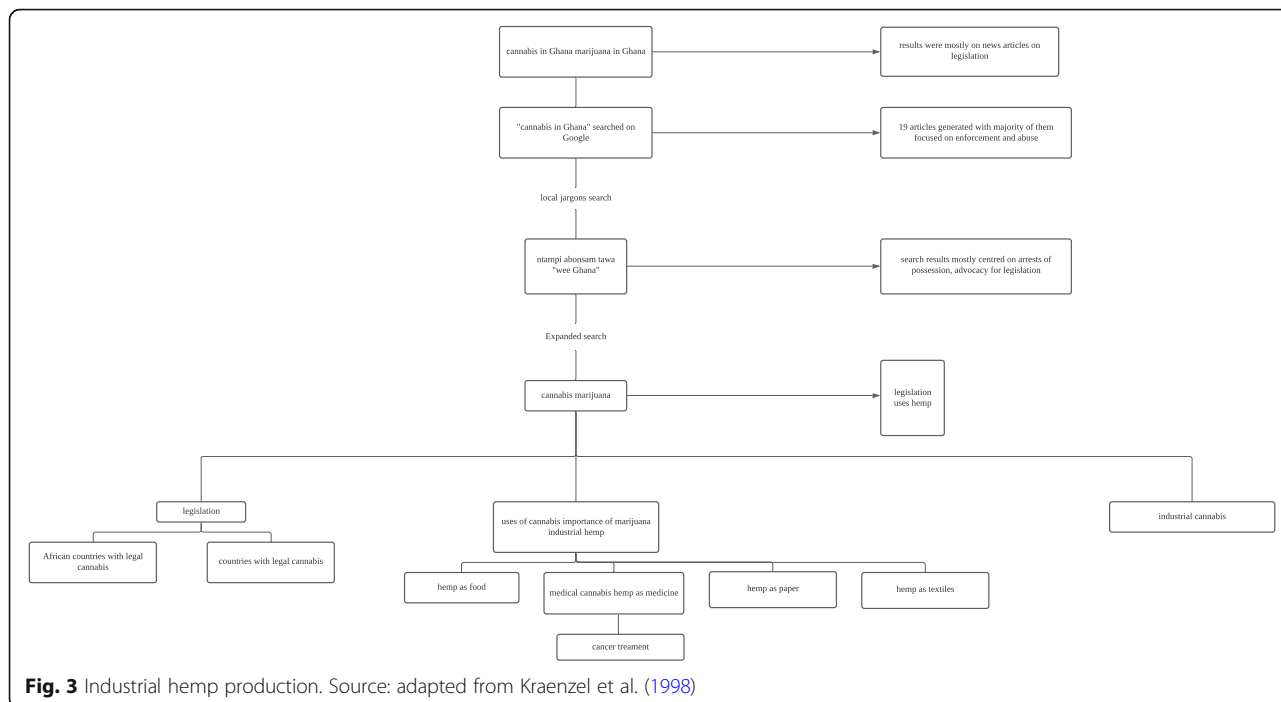 cannabis in Ghana marijuana in Ghana
results were mostly on news articles on
legislation
"cannabis in Ghana" searched on
Google
19 articles generated with majority of them
focused on enforcement and abuse
local jargons search
ntampi abonsam tawa
"wee Ghana"
search results mostly centred on arrests of
possession, advocacy for legislation
Expanded search
cannabis marijuana
legislation
uses hemp
legislation
uses of cannabis importance of marijuana
industrial hemp
industrial cannabis
African countries with legal
cannabis
countries with legal cannabis
hemp as food
medical cannabis hemp as medicine
hemp as paper
hemp as textiles
cancer treament
Fig. 3 Industrial hemp production. Source: adapted from Kraenzel et al. (1998)